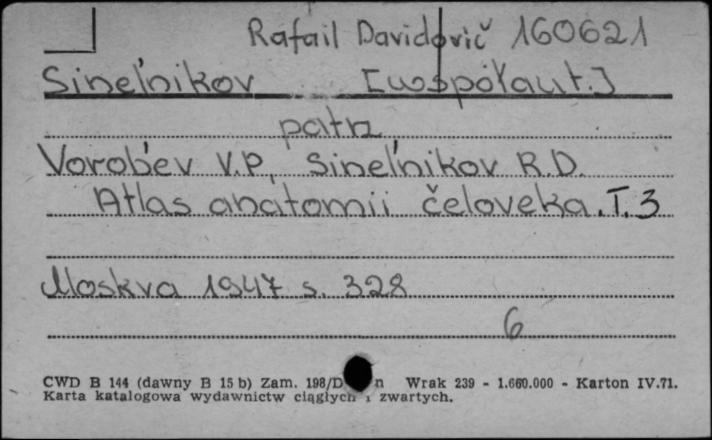 Rafail Davidovič 160621
Sinel'nikov [współaut.]
patrz
Vorob'ev V.P., Sinel'nikov R.D.
Atlas anatomii čeloveka. T. 3
Moskva 1947 s. 328
6
CWD B 144 (dawny B 15 b) Zam. 198/D n Wrak 239 - 1.660.000 - Karton IV.71.
Karta katalogowa wydawnictw ciągłych i zwartych.